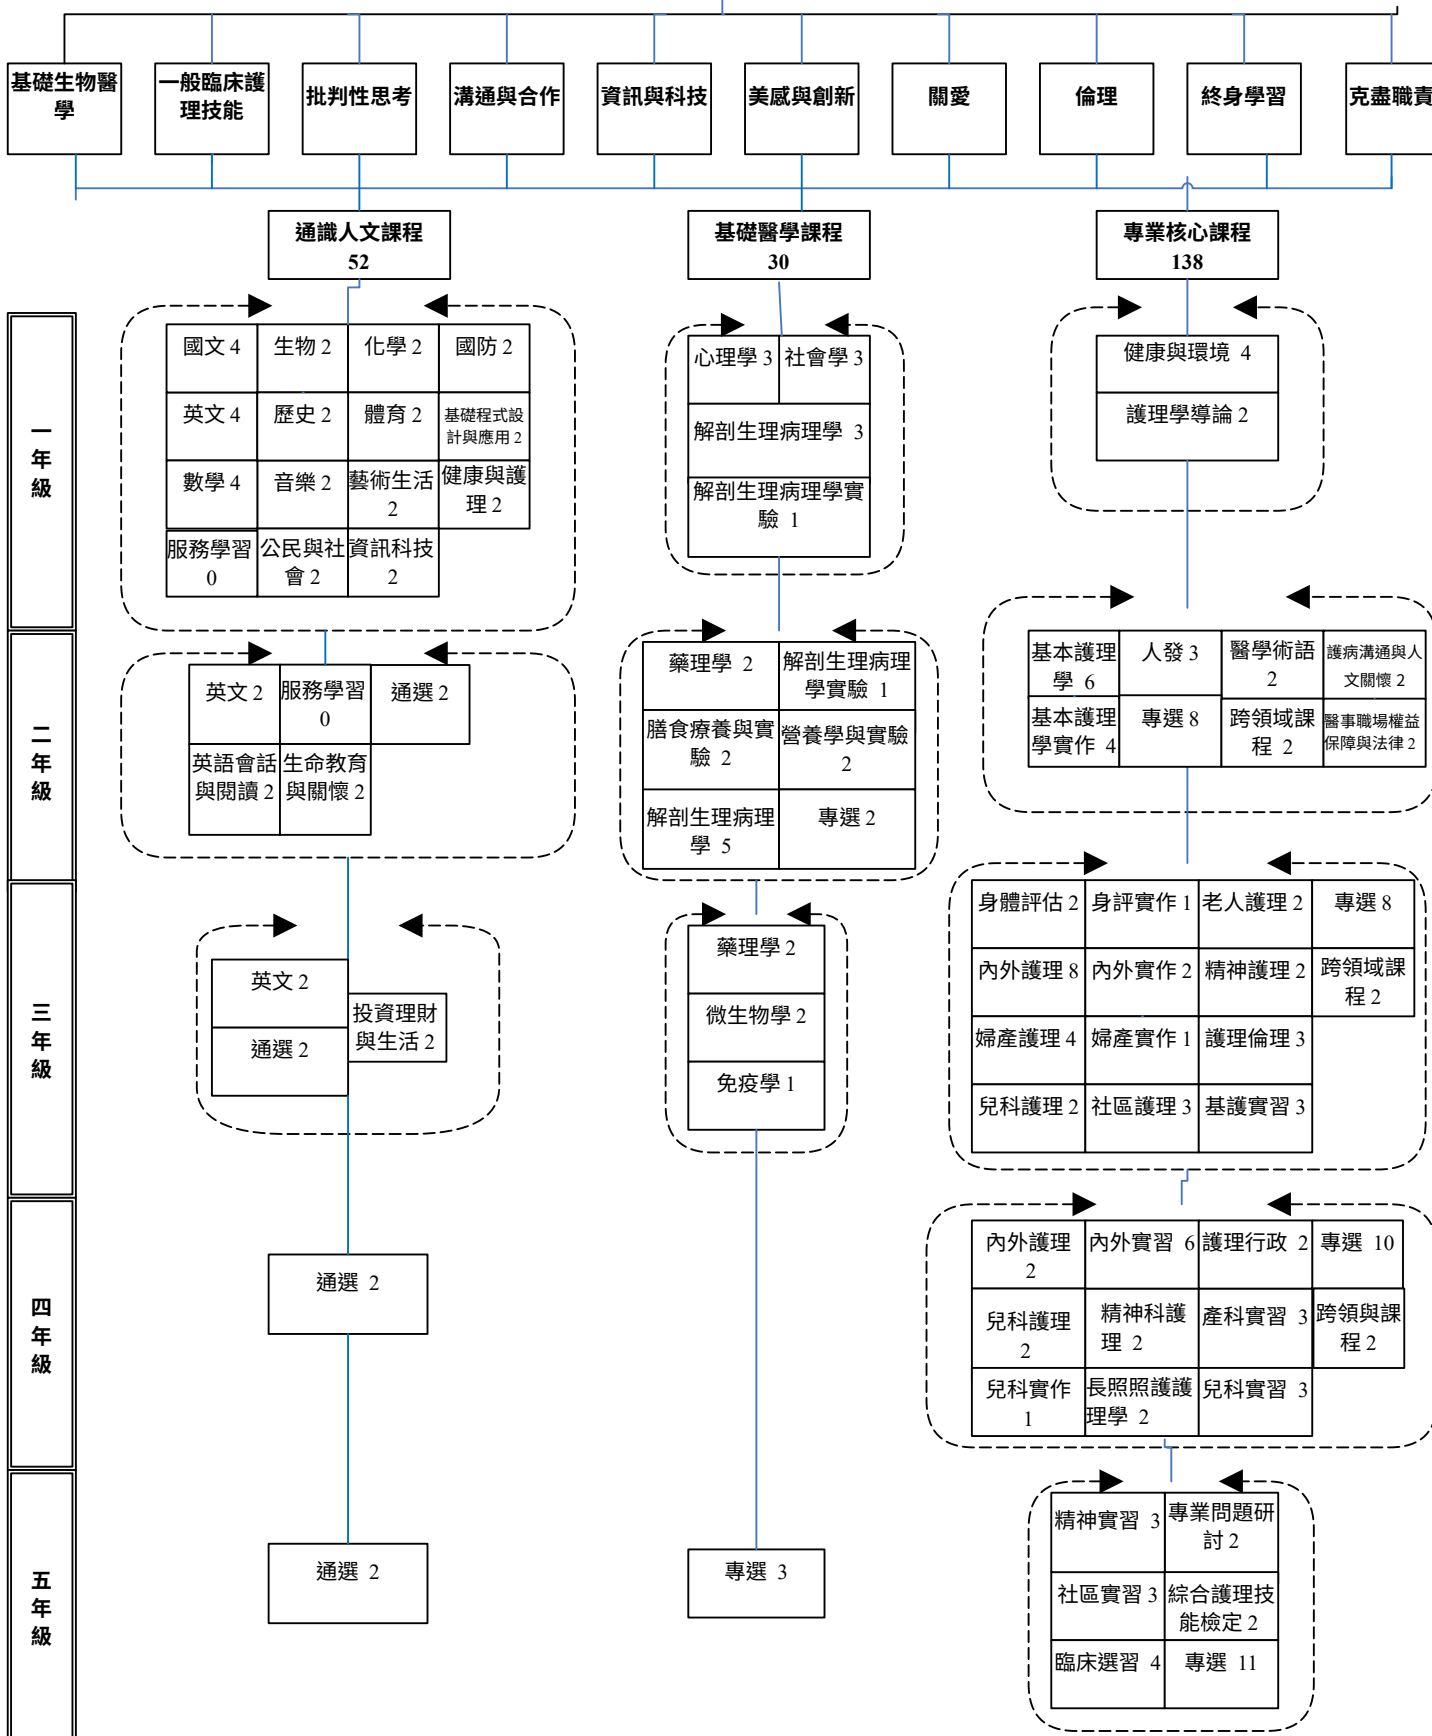 基礎生物醫
學
一般臨床護
理技能
批判性思考
溝通與合作
資訊與科技
美感與創新
關愛
倫理
終身學習
克盡職責
通識人文課程
52
基礎醫學課程
30
專業核心課程
138
一
年
級
國文 4
生物 2
化學 2
國防 2
英文 4
歷史 2
體育 2
基礎程式設
計與應用 2
數學 4
音樂 2
藝術生活
2
健康與護
理 2
服務學習
0
公民與社
會 2
資訊科技
2
心理學 3
社會學 3
解剖生理病理學 3
解剖生理病理學實
驗 1
健康與環境 4
護理學導論 2
二
年
級
英文 2
服務學習
0
通選 2
英語會話
與閱讀 2
生命教育
與關懷 2
藥理學 2
解剖生理病理
學實驗 1
膳食療養與實
驗 2
營養學與實驗
2
解剖生理病理
學 5
專選 2
基本護理
學 6
人發 3
醫學術語
2
護病溝通與人
文關懷 2
基本護理
學實作 4
專選 8
跨領域課
程 2
醫事職場權益
保障與法律 2
三
年
級
英文 2
投資理財
與生活 2
通選 2
藥理學 2
微生物學 2
免疫學 1
身體評估 2
身評實作 1
老人護理 2
專選 8
內外護理 8
內外實作 2
精神護理 2
跨領域課
程 2
婦產護理 4
婦產實作 1
護理倫理 3
兒科護理 2
社區護理 3
基護實習 3
四
年
級
通選 2
內外護理
2
內外實習 6
護理行政 2
專選 10
兒科護理
2
精神科護
理 2
產科實習 3
跨領與課
程 2
兒科實作
1
長照照護護
理學 2
兒科實習 3
五
年
級
通選 2
專選 3
精神實習 3
專業問題研
討 2
社區實習 3
綜合護理技
能檢定 2
臨床選習 4
專選 11